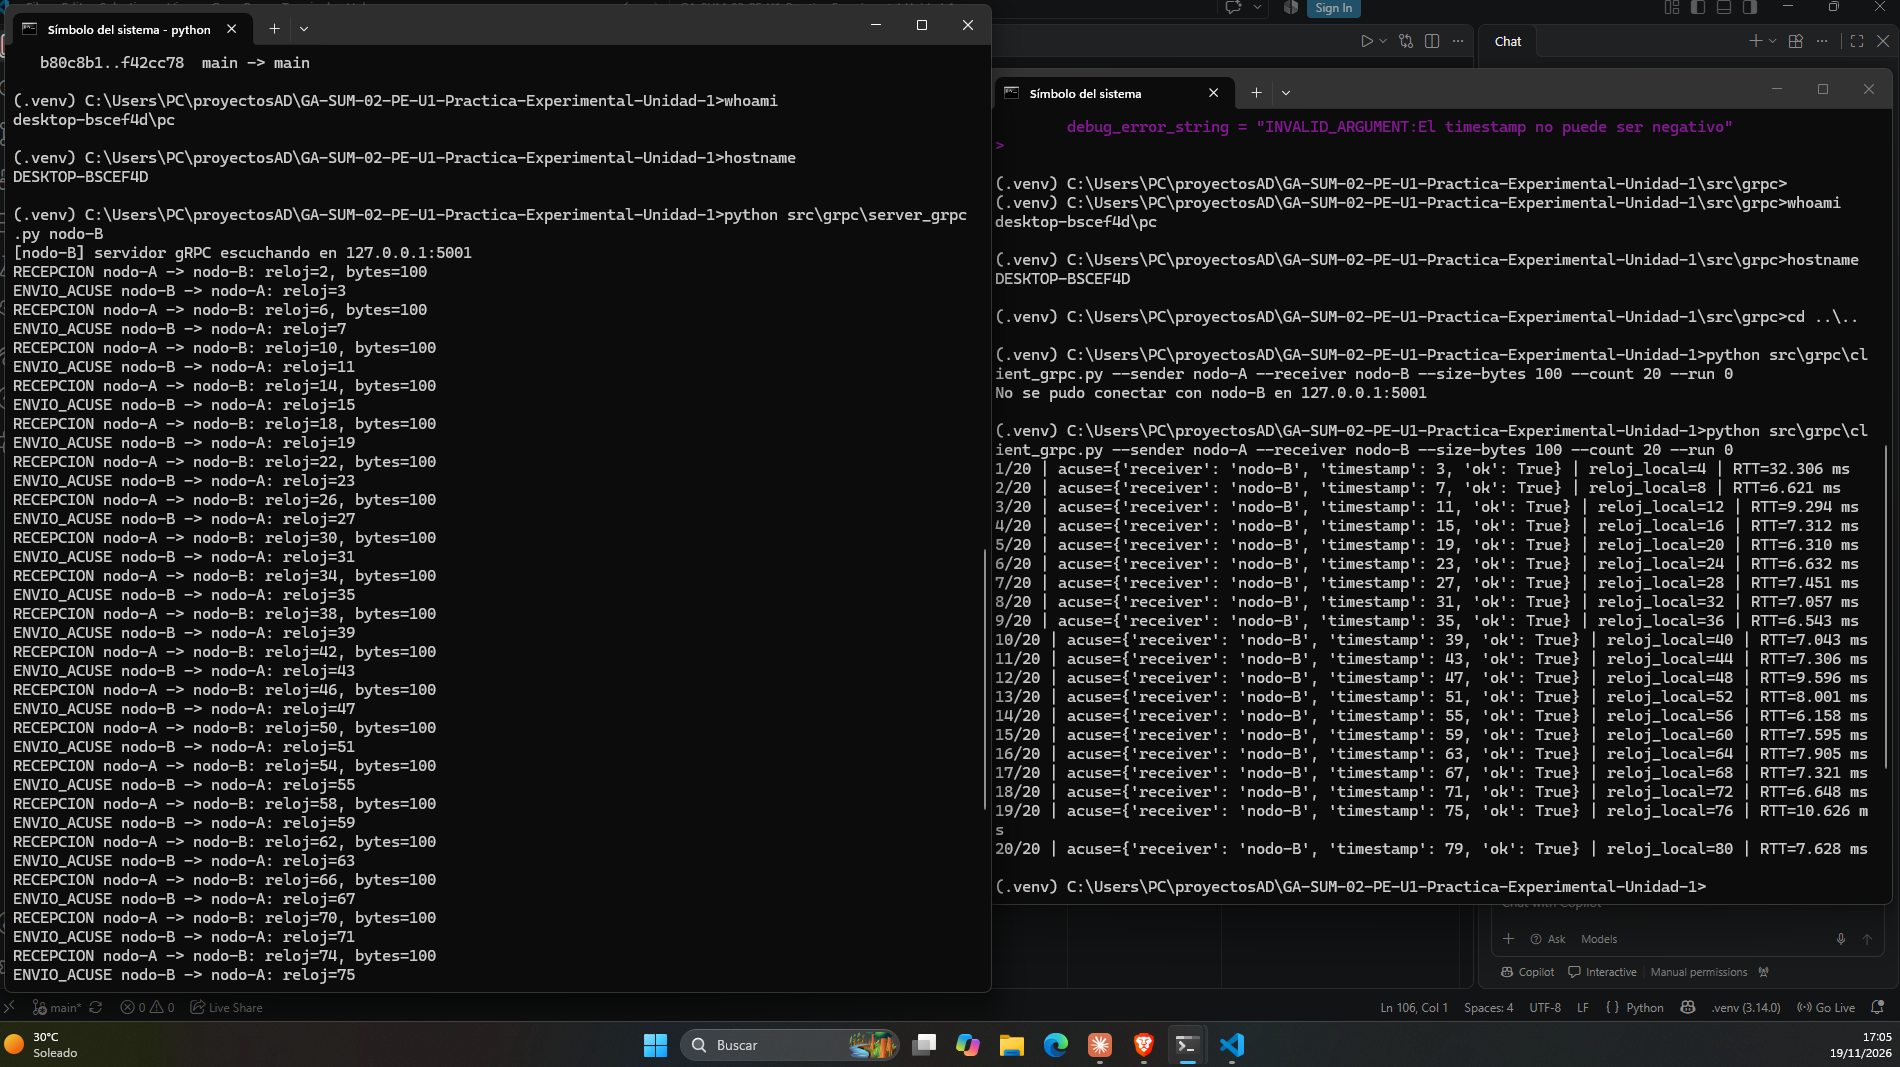 Símbolo del sistema - python
b80c8b1..f42cc78  main -> main
(.venv) C:\Users\PC\proyectosAD\GA-SUM-02-PE-U1-Practica-Experimental-Unidad-1>whoami
desktop-bscef4d\pc
(.venv) C:\Users\PC\proyectosAD\GA-SUM-02-PE-U1-Practica-Experimental-Unidad-1>hostname
DESKTOP-BSCEF4D
(.venv) C:\Users\PC\proyectosAD\GA-SUM-02-PE-U1-Practica-Experimental-Unidad-1>python src\grpc\server_grpc
.py nodo-B
[nodo-B] servidor gRPC escuchando en 127.0.0.1:5001
RECEPCION nodo-A -> nodo-B: reloj=2, bytes=100
ENVIO_ACUSE nodo-B -> nodo-A: reloj=3
RECEPCION nodo-A -> nodo-B: reloj=6, bytes=100
ENVIO_ACUSE nodo-B -> nodo-A: reloj=7
RECEPCION nodo-A -> nodo-B: reloj=10, bytes=100
ENVIO_ACUSE nodo-B -> nodo-A: reloj=11
RECEPCION nodo-A -> nodo-B: reloj=14, bytes=100
ENVIO_ACUSE nodo-B -> nodo-A: reloj=15
RECEPCION nodo-A -> nodo-B: reloj=18, bytes=100
ENVIO_ACUSE nodo-B -> nodo-A: reloj=19
RECEPCION nodo-A -> nodo-B: reloj=22, bytes=100
ENVIO_ACUSE nodo-B -> nodo-A: reloj=23
RECEPCION nodo-A -> nodo-B: reloj=26, bytes=100
ENVIO_ACUSE nodo-B -> nodo-A: reloj=27
RECEPCION nodo-A -> nodo-B: reloj=30, bytes=100
ENVIO_ACUSE nodo-B -> nodo-A: reloj=31
RECEPCION nodo-A -> nodo-B: reloj=34, bytes=100
ENVIO_ACUSE nodo-B -> nodo-A: reloj=35
RECEPCION nodo-A -> nodo-B: reloj=38, bytes=100
ENVIO_ACUSE nodo-B -> nodo-A: reloj=39
RECEPCION nodo-A -> nodo-B: reloj=42, bytes=100
ENVIO_ACUSE nodo-B -> nodo-A: reloj=43
RECEPCION nodo-A -> nodo-B: reloj=46, bytes=100
ENVIO_ACUSE nodo-B -> nodo-A: reloj=47
RECEPCION nodo-A -> nodo-B: reloj=50, bytes=100
ENVIO_ACUSE nodo-B -> nodo-A: reloj=51
RECEPCION nodo-A -> nodo-B: reloj=54, bytes=100
ENVIO_ACUSE nodo-B -> nodo-A: reloj=55
RECEPCION nodo-A -> nodo-B: reloj=58, bytes=100
ENVIO_ACUSE nodo-B -> nodo-A: reloj=59
RECEPCION nodo-A -> nodo-B: reloj=62, bytes=100
ENVIO_ACUSE nodo-B -> nodo-A: reloj=63
RECEPCION nodo-A -> nodo-B: reloj=66, bytes=100
ENVIO_ACUSE nodo-B -> nodo-A: reloj=67
RECEPCION nodo-A -> nodo-B: reloj=70, bytes=100
ENVIO_ACUSE nodo-B -> nodo-A: reloj=71
RECEPCION nodo-A -> nodo-B: reloj=74, bytes=100
ENVIO_ACUSE nodo-B -> nodo-A: reloj=75
Sign In
Chat
Símbolo del sistema
debug_error_string = "INVALID_ARGUMENT:El timestamp no puede ser negativo"
>
(.venv) C:\Users\PC\proyectosAD\GA-SUM-02-PE-U1-Practica-Experimental-Unidad-1\src\grpc>
(.venv) C:\Users\PC\proyectosAD\GA-SUM-02-PE-U1-Practica-Experimental-Unidad-1\src\grpc>whoami
desktop-bscef4d\pc
(.venv) C:\Users\PC\proyectosAD\GA-SUM-02-PE-U1-Practica-Experimental-Unidad-1\src\grpc>hostname
DESKTOP-BSCEF4D
(.venv) C:\Users\PC\proyectosAD\GA-SUM-02-PE-U1-Practica-Experimental-Unidad-1\src\grpc>cd ..\..
(.venv) C:\Users\PC\proyectosAD\GA-SUM-02-PE-U1-Practica-Experimental-Unidad-1>python src\grpc\cl
ient_grpc.py --sender nodo-A --receiver nodo-B --size-bytes 100 --count 20 --run 0
No se pudo conectar con nodo-B en 127.0.0.1:5001
(.venv) C:\Users\PC\proyectosAD\GA-SUM-02-PE-U1-Practica-Experimental-Unidad-1>python src\grpc\cl
ient_grpc.py --sender nodo-A --receiver nodo-B --size-bytes 100 --count 20 --run 0
1/20 | acuse={'receiver': 'nodo-B', 'timestamp': 3, 'ok': True} | reloj_local=4 | RTT=32.306 ms
2/20 | acuse={'receiver': 'nodo-B', 'timestamp': 7, 'ok': True} | reloj_local=8 | RTT=6.621 ms
3/20 | acuse={'receiver': 'nodo-B', 'timestamp': 11, 'ok': True} | reloj_local=12 | RTT=9.294 ms
4/20 | acuse={'receiver': 'nodo-B', 'timestamp': 15, 'ok': True} | reloj_local=16 | RTT=7.312 ms
5/20 | acuse={'receiver': 'nodo-B', 'timestamp': 19, 'ok': True} | reloj_local=20 | RTT=6.310 ms
6/20 | acuse={'receiver': 'nodo-B', 'timestamp': 23, 'ok': True} | reloj_local=24 | RTT=6.632 ms
7/20 | acuse={'receiver': 'nodo-B', 'timestamp': 27, 'ok': True} | reloj_local=28 | RTT=7.451 ms
8/20 | acuse={'receiver': 'nodo-B', 'timestamp': 31, 'ok': True} | reloj_local=32 | RTT=7.057 ms
9/20 | acuse={'receiver': 'nodo-B', 'timestamp': 35, 'ok': True} | reloj_local=36 | RTT=6.543 ms
10/20 | acuse={'receiver': 'nodo-B', 'timestamp': 39, 'ok': True} | reloj_local=40 | RTT=7.043 ms
11/20 | acuse={'receiver': 'nodo-B', 'timestamp': 43, 'ok': True} | reloj_local=44 | RTT=7.306 ms
12/20 | acuse={'receiver': 'nodo-B', 'timestamp': 47, 'ok': True} | reloj_local=48 | RTT=9.596 ms
13/20 | acuse={'receiver': 'nodo-B', 'timestamp': 51, 'ok': True} | reloj_local=52 | RTT=8.001 ms
14/20 | acuse={'receiver': 'nodo-B', 'timestamp': 55, 'ok': True} | reloj_local=56 | RTT=6.158 ms
15/20 | acuse={'receiver': 'nodo-B', 'timestamp': 59, 'ok': True} | reloj_local=60 | RTT=7.595 ms
16/20 | acuse={'receiver': 'nodo-B', 'timestamp': 63, 'ok': True} | reloj_local=64 | RTT=7.905 ms
17/20 | acuse={'receiver': 'nodo-B', 'timestamp': 67, 'ok': True} | reloj_local=68 | RTT=7.321 ms
18/20 | acuse={'receiver': 'nodo-B', 'timestamp': 71, 'ok': True} | reloj_local=72 | RTT=6.648 ms
19/20 | acuse={'receiver': 'nodo-B', 'timestamp': 75, 'ok': True} | reloj_local=76 | RTT=10.626 m
s
20/20 | acuse={'receiver': 'nodo-B', 'timestamp': 79, 'ok': True} | reloj_local=80 | RTT=7.628 ms
(.venv) C:\Users\PC\proyectosAD\GA-SUM-02-PE-U1-Practica-Experimental-Unidad-1>
Ask Models
Copilot Interactive Manual permissions
main* 0 0 Live Share
Ln 106, Col 1 Spaces: 4 UTF-8 LF { } Python .venv (3.14.0) Go Live
30°C
Soleado
Buscar
17:05
19/11/2026